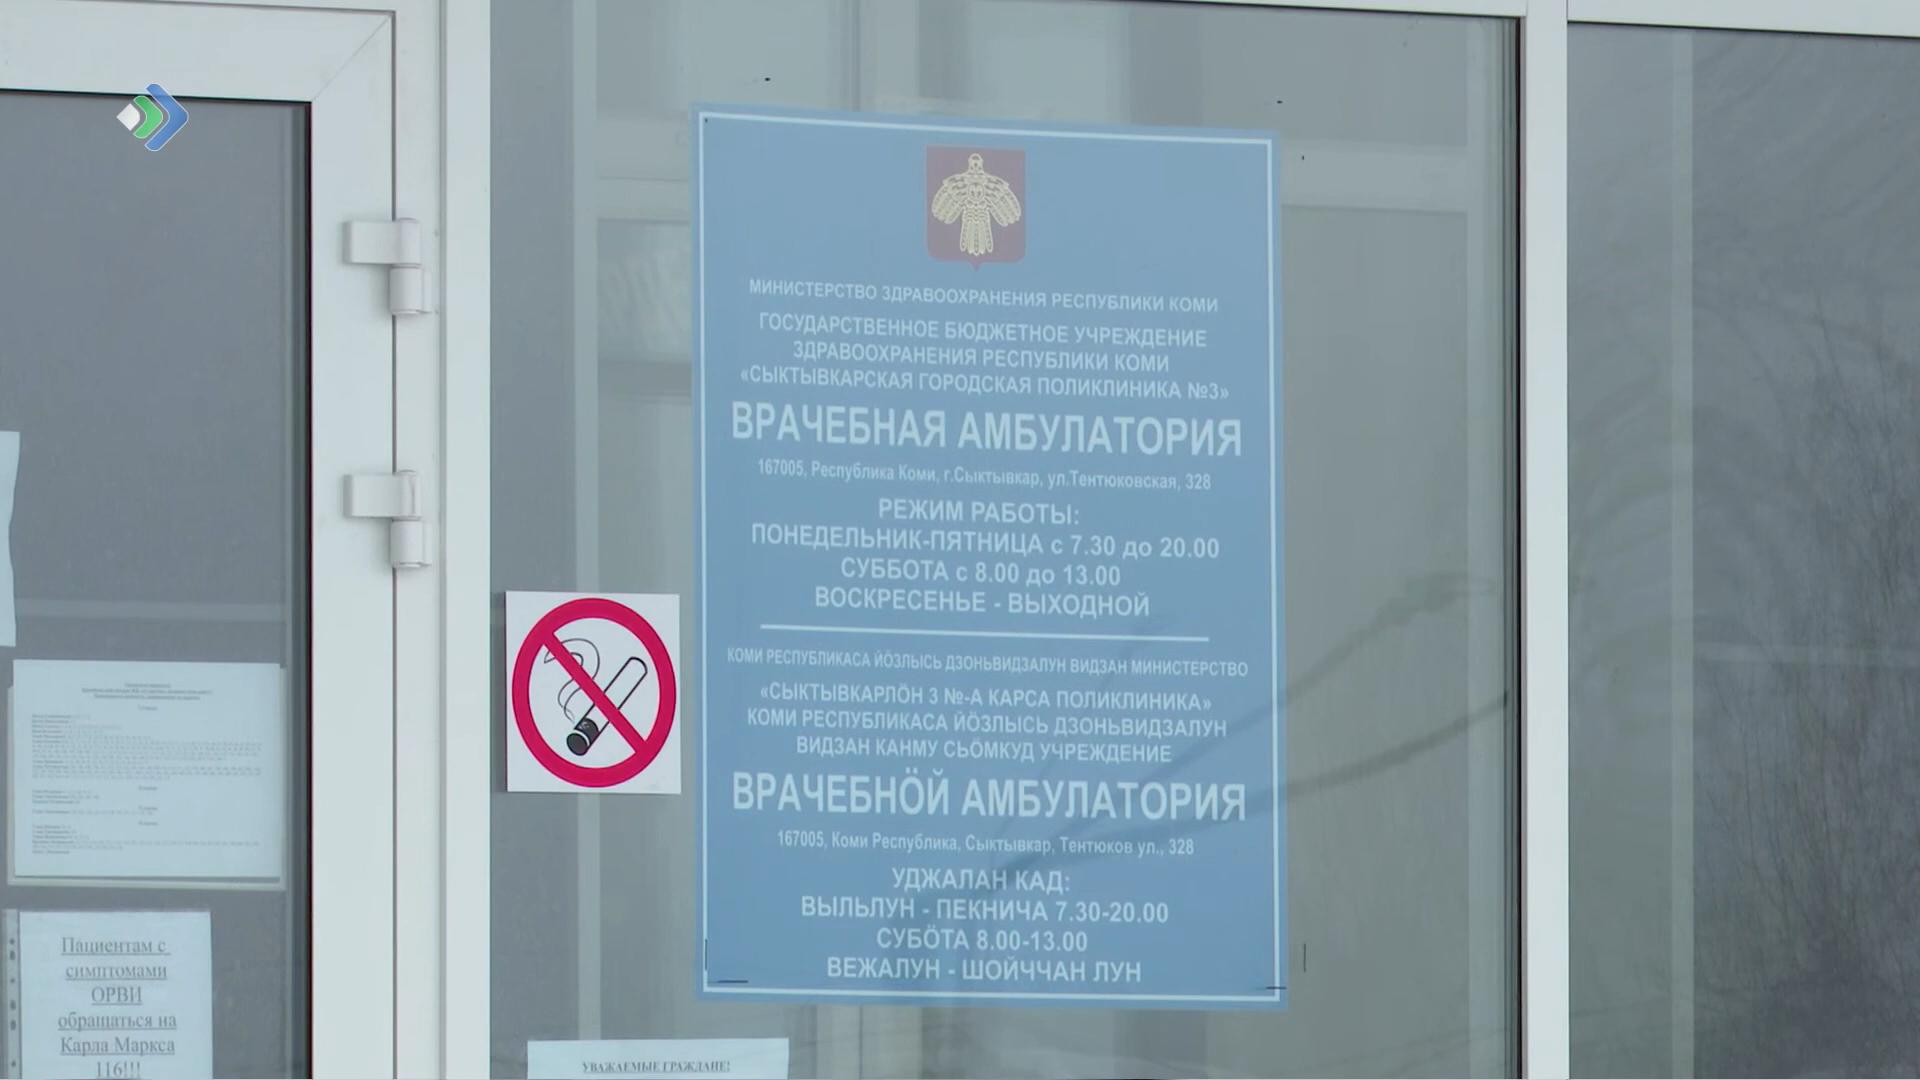 МИНИСТЕРСТВО ЗДРАВООХРАНЕНИЯ РЕСПУБЛИКИ КОМИ
ГОСУДАРСТВЕННОЕ БЮДЖЕТНОЕ УЧРЕЖДЕНИЕ
ЗДРАВООХРАНЕНИЯ РЕСПУБЛИКИ КОМИ
«СЫКТЫВКАРСКАЯ ГОРОДСКАЯ ПОЛИКЛИНИКА №3»
ВРАЧЕБНАЯ АМБУЛАТОРИЯ
167005, Республика Коми, г.Сыктывкар, ул.Тентюковская, 328
РЕЖИМ РАБОТЫ:
ПОНЕДЕЛЬНИК-ПЯТНИЦА с 7.30 до 20.00
СУББОТА с 8.00 до 13.00
ВОСКРЕСЕНЬЕ - ВЫХОДНОЙ
КОМИ РЕСПУБЛИКАСА ЙӦЗЛЫСЬ ДЗОНЬВИДЗАЛУН ВИДЗАН МИНИСТЕРСТВО
«СЫКТЫВКАРЛӦН 3 №-А КАРСА ПОЛИКЛИНИКА»
КОМИ РЕСПУБЛИКАСА ЙӦЗЛЫСЬ ДЗОНЬВИДЗАЛУН
ВИДЗАН КАНМУ СЬӦМКУД УЧРЕЖДЕНИЕ
ВРАЧЕБНӦЙ АМБУЛАТОРИЯ
167005, Коми Республика, Сыктывкар, Тентюков ул., 328
УДЖАЛАН КАД:
ВЫЛЬЛУН - ПЕКНИЧА 7.30-20.00
СУБӦТА 8.00-13.00
ВЕЖАЛУН - ШОЙЧЧАН ЛУН
Пациентам с
симптомами
ОРВИ
обращаться на
Карла Маркса
116!!!
УВАЖАЕМЫЕ ГРАЖДАНЕ!